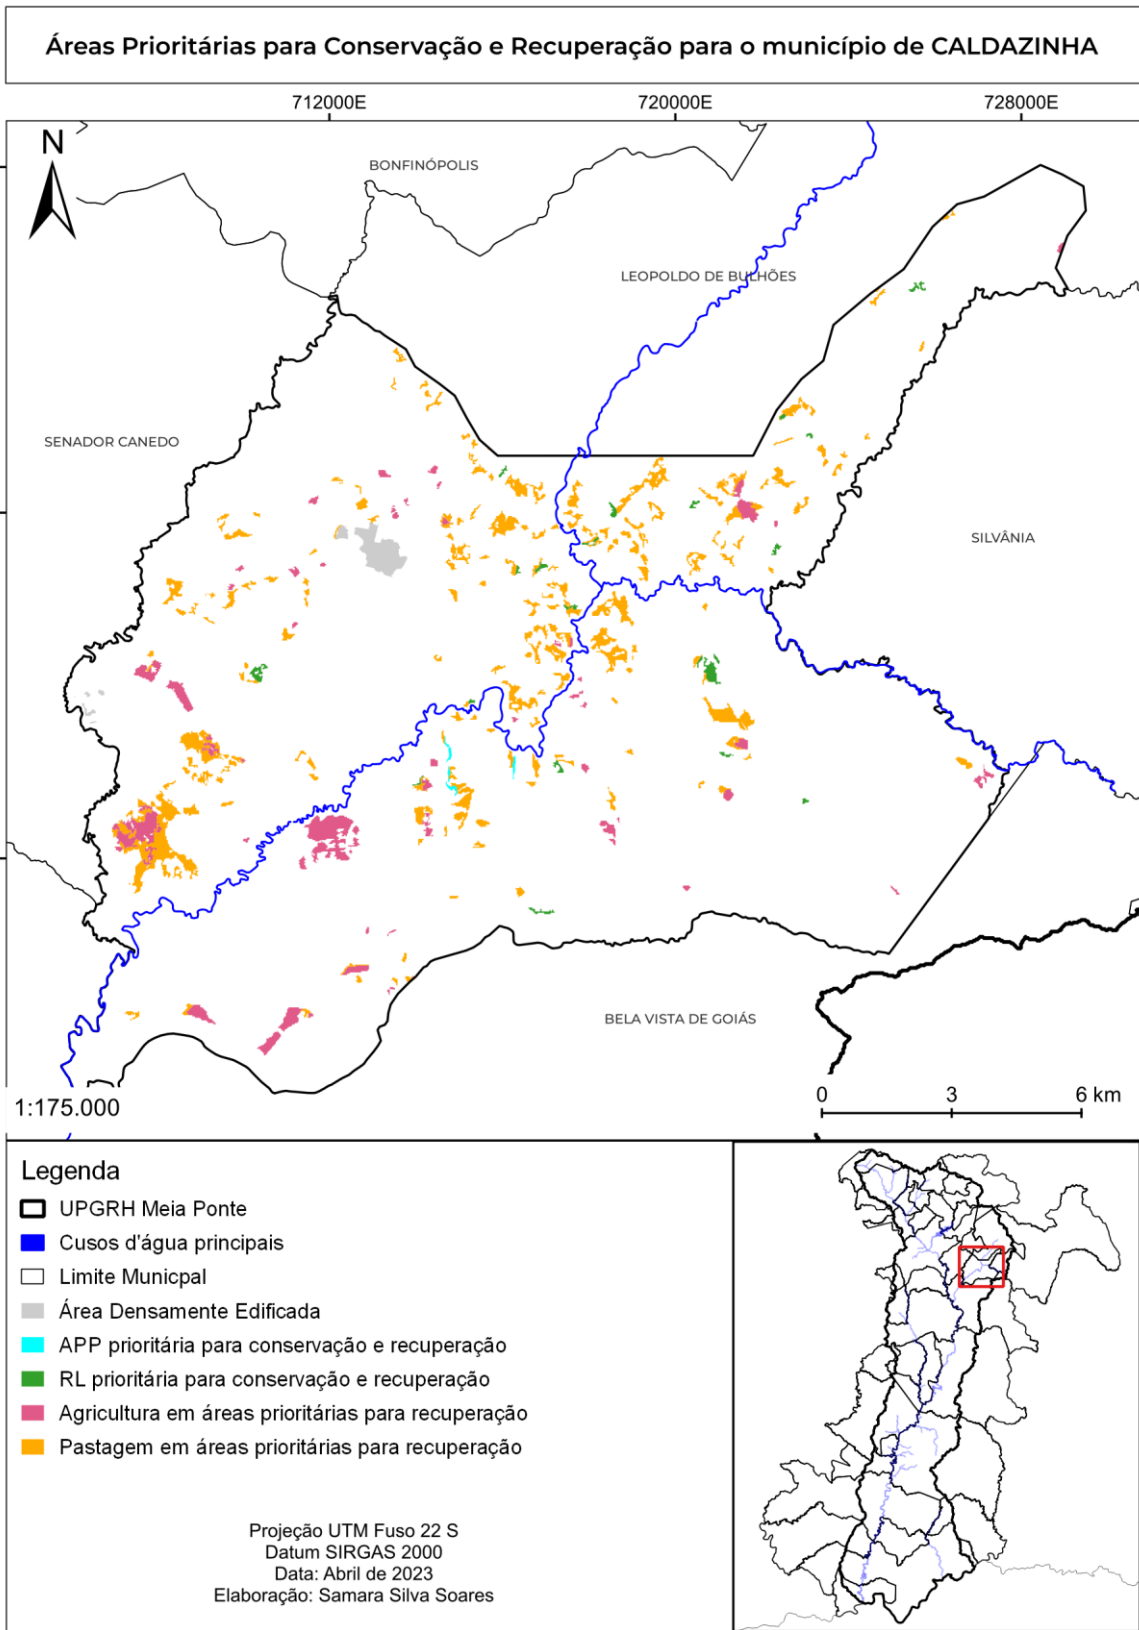 Áreas Prioritárias para Conservação e Recuperação para o município de CALDAZINHA
712000E
720000E
728000E
N
BONFINÓPOLIS
LEOPOLDO DE BULHÕES
SENADOR CANEDO
SILVÂNIA
BELA VISTA DE GOIÁS
1:175.000
0 3 6 km
Legenda
UPGRH Meia Ponte
Cusos d'água principais
Limite Municpal
Área Densamente Edificada
APP prioritária para conservação e recuperação
RL prioritária para conservação e recuperação
Agricultura em áreas prioritárias para recuperação
Pastagem em áreas prioritárias para recuperação
Projeção UTM Fuso 22 S
Datum SIRGAS 2000
Data: Abril de 2023
Elaboração: Samara Silva Soares